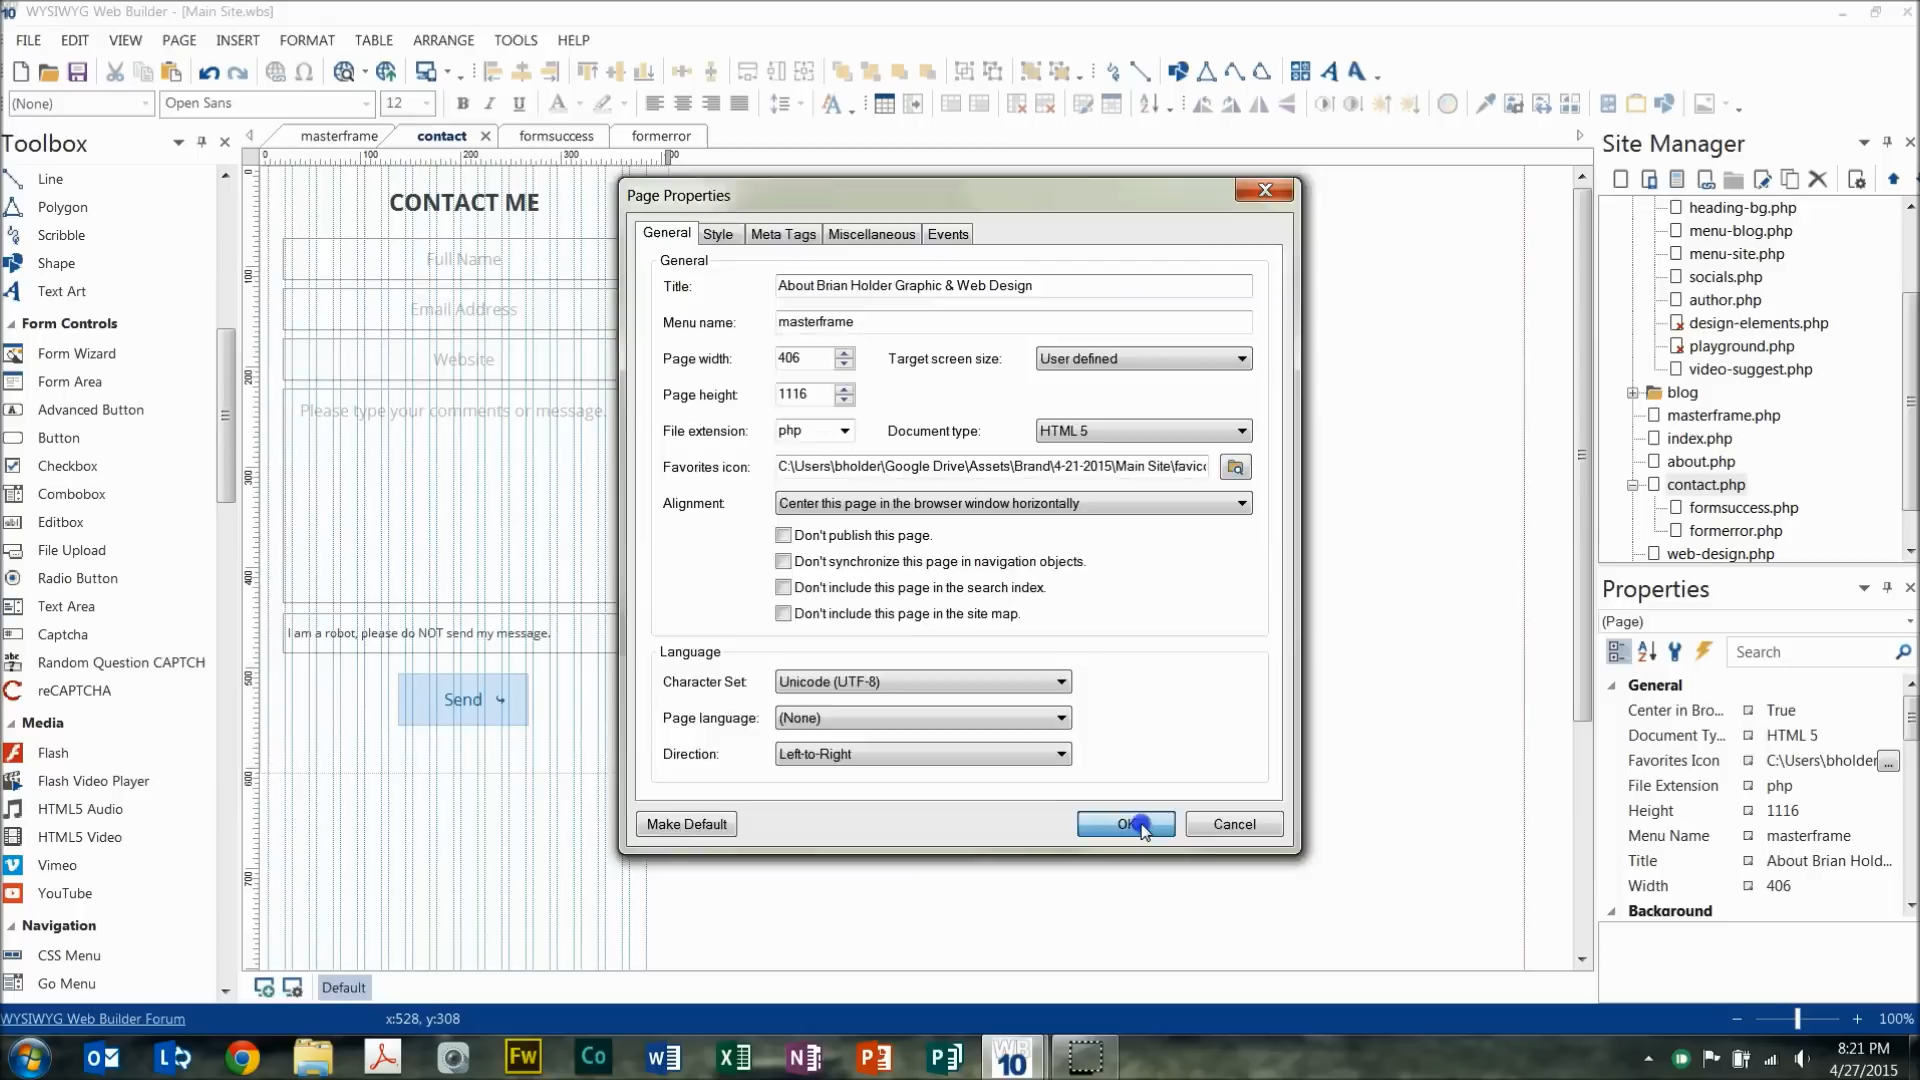 WYSIWYG Web Builder - [Main Site.wbs]
FILE EDIT VIEW PAGE INSERT FORMAT TABLE ARRANGE TOOLS HELP
(None) Open Sans 12
Toolbox
masterframe contact formsuccess formerror
Site Manager
0 100 200 300
Line
Polygon
Scribble
Shape
Text Art
Form Controls
Form Wizard
Form Area
Advanced Button
Button
Checkbox
Combobox
Editbox
File Upload
Radio Button
Text Area
Captcha
Random Question CAPTCH
reCAPTCHA
Media
Flash
Flash Video Player
HTML5 Audio
HTML5 Video
Vimeo
YouTube
Navigation
CSS Menu
Go Menu
CONTACT ME
Full Name
Email Address
Website
Please type your comments or message.
I am a robot, please do NOT send my message.
Send
Page Properties
General Style Meta Tags Miscellaneous Events
General
Title: About Brian Holder Graphic & Web Design
Menu name: masterframe
Page width: 406 Target screen size: User defined
Page height: 1116
File extension: php Document type: HTML 5
Favorites icon: C:\Users\bholder\Google Drive\Assets\Brand\4-21-2015\Main Site\favic
Alignment: Center this page in the browser window horizontally
Don't publish this page.
Don't synchronize this page in navigation objects.
Don't include this page in the search index.
Don't include this page in the site map.
Language
Character Set: Unicode (UTF-8)
Page language: (None)
Direction: Left-to-Right
Make Default OK Cancel
heading-bg.php
menu-blog.php
menu-site.php
socials.php
author.php
design-elements.php
playground.php
video-suggest.php
blog
masterframe.php
index.php
about.php
contact.php
formsuccess.php
formerror.php
web-design.php
Properties
(Page)
Search
General
Center in Bro... True
Document Ty... HTML 5
Favorites Icon C:\Users\bholder ...
File Extension php
Height 1116
Menu Name masterframe
Title About Brian Hold...
Width 406
Background
Default
WYSIWYG Web Builder Forum x:528, y:308 100%
Fw Co WB 10
8:21 PM
4/27/2015